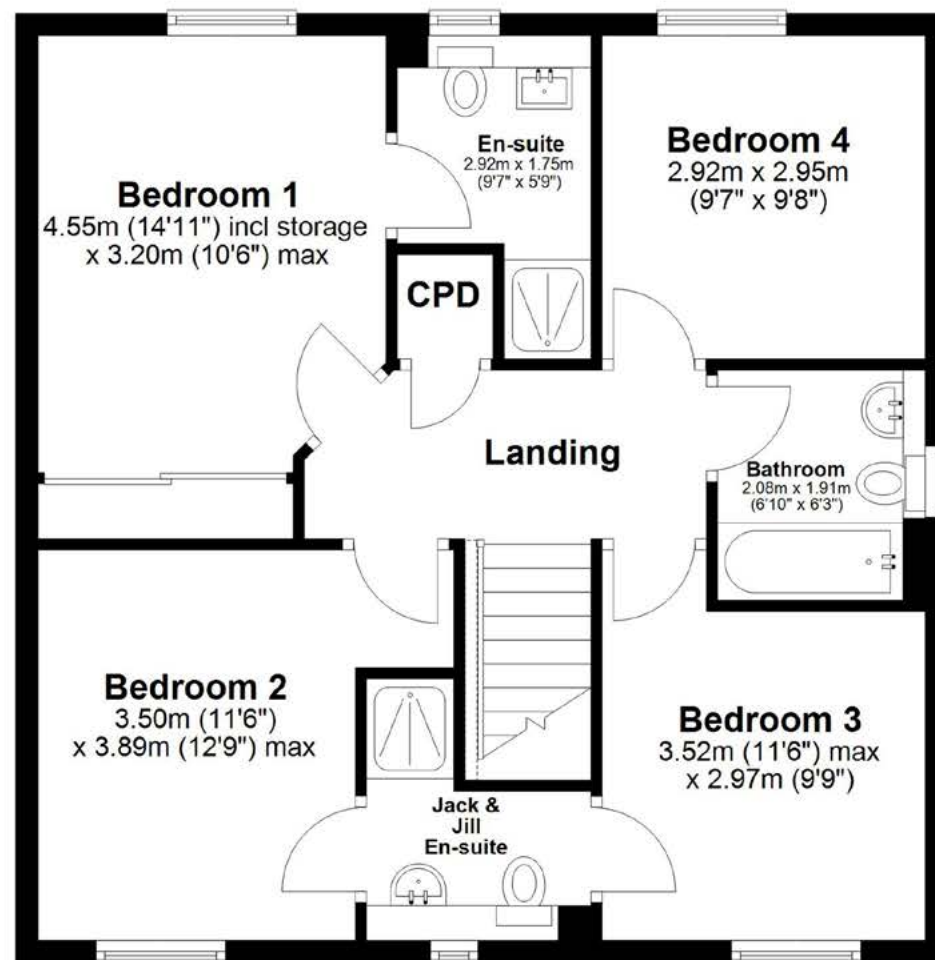 Bedroom 1
4.55m (14'11") incl storage
x 3.20m (10'6") max
En-suite
2.92m x 1.75m
(9'7" x 5'9")
Bedroom 4
2.92m x 2.95m
(9'7" x 9'8")
CPD
Landing
Bathroom
2.08m x 1.91m
(6'10" x 6'3")
Bedroom 2
3.50m (11'6")
x 3.89m (12'9") max
Jack &
Jill
En-suite
Bedroom 3
3.52m (11'6") max
x 2.97m (9'9")